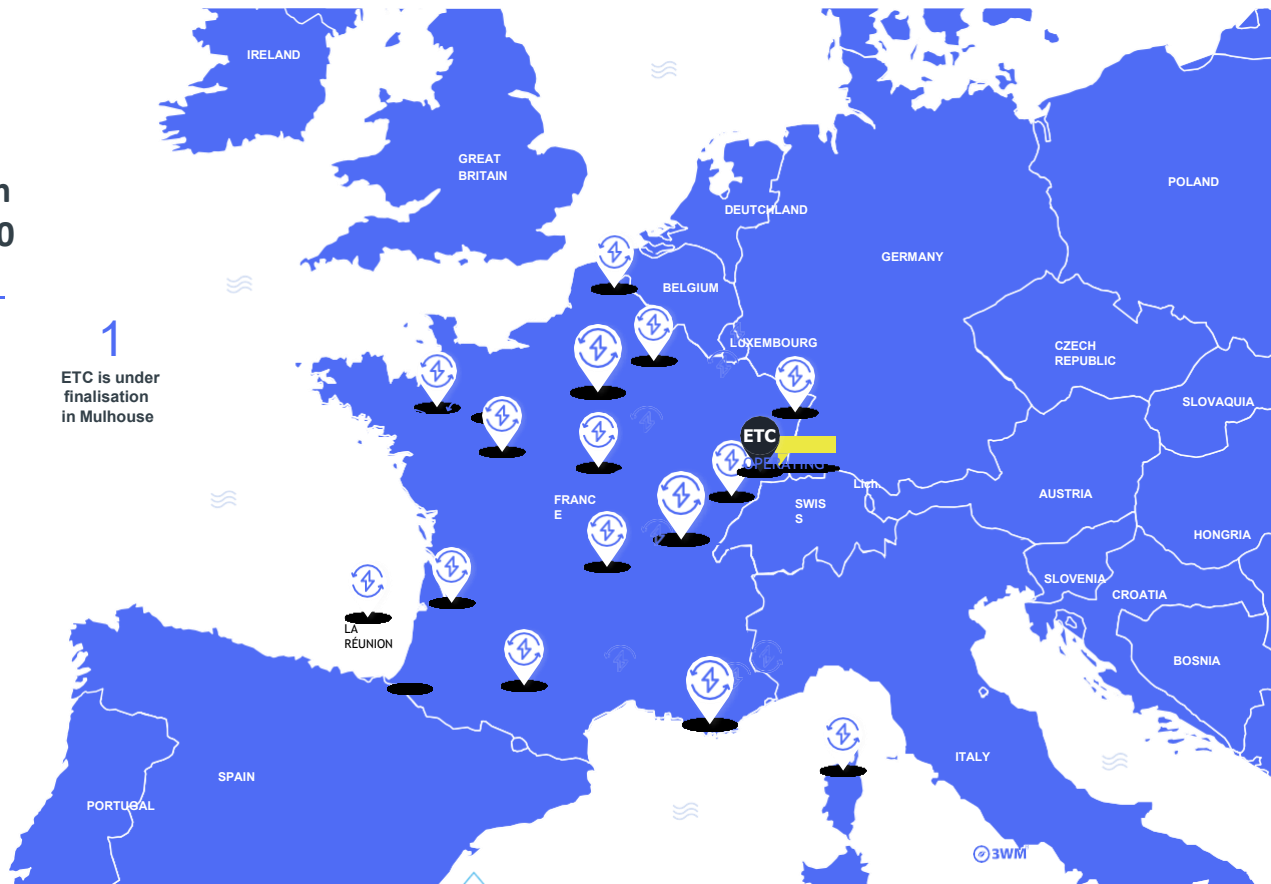 IRELAND
GREAT
BRITAIN
POLAND
DEUTCHLAND
GERMANY
BELGIUM
1
ETC is under
finalisation
in Mulhouse
LUXEMBOURG
CZECH
REPUBLIC
SLOVAQUIA
ETC
OPERATING
Lich.
FRANC
E
SWIS
S
AUSTRIA
HONGRIA
SLOVENIA
CROATIA
LA
RÉUNION
BOSNIA
SPAIN
ITALY
PORTUGAL
3WM